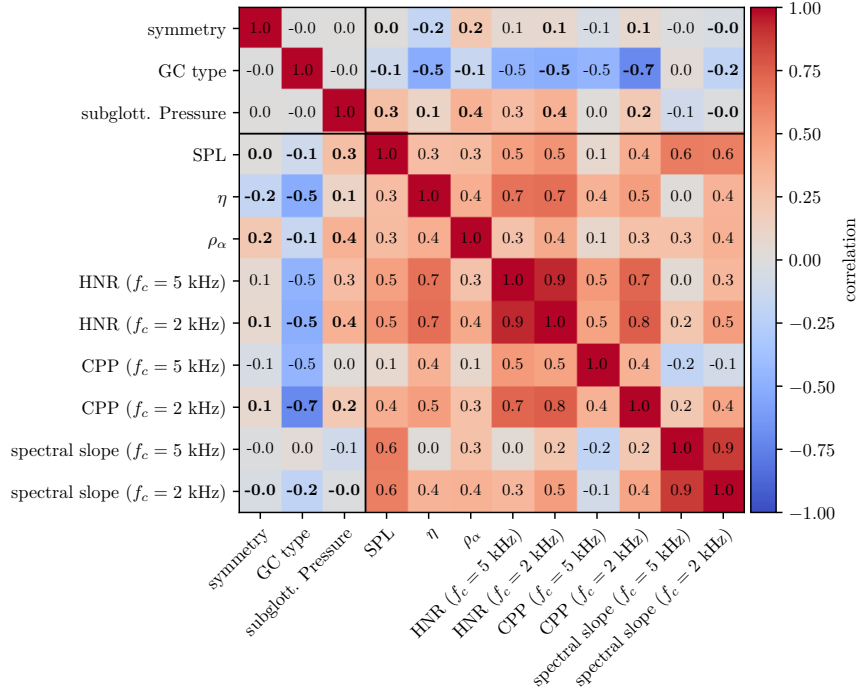 symmetry 1.0 -0.0 0.0 0.0 -0.2 0.2 0.1 0.1 -0.1 0.1 -0.0 -0.0
GC type -0.0 1.0 -0.0 -0.1 -0.5 -0.1 -0.5 -0.5 -0.5 -0.7 0.0 -0.2
subglott. Pressure 0.0 -0.0 1.0 0.3 0.1 0.4 0.3 0.4 0.0 0.2 -0.1 -0.0
SPL 0.0 -0.1 0.3 1.0 0.3 0.3 0.5 0.5 0.1 0.4 0.6 0.6
η -0.2 -0.5 0.1 0.3 1.0 0.4 0.7 0.7 0.4 0.5 0.0 0.4
ρα 0.2 -0.1 0.4 0.3 0.4 1.0 0.3 0.4 0.1 0.3 0.3 0.4
HNR (fc = 5 kHz) 0.1 -0.5 0.3 0.5 0.7 0.3 1.0 0.9 0.5 0.7 0.0 0.3
HNR (fc = 2 kHz) 0.1 -0.5 0.4 0.5 0.7 0.4 0.9 1.0 0.5 0.8 0.2 0.5
CPP (fc = 5 kHz) -0.1 -0.5 0.0 0.1 0.4 0.1 0.5 0.5 1.0 0.4 -0.2 -0.1
CPP (fc = 2 kHz) 0.1 -0.7 0.2 0.4 0.5 0.3 0.7 0.8 0.4 1.0 0.2 0.4
spectral slope (fc = 5 kHz) -0.0 0.0 -0.1 0.6 0.0 0.3 0.0 0.2 -0.2 0.2 1.0 0.9
spectral slope (fc = 2 kHz) -0.0 -0.2 -0.0 0.6 0.4 0.4 0.3 0.5 -0.1 0.4 0.9 1.0
symmetry
GC type
subglott. Pressure
SPL
η
ρα
HNR (fc = 5 kHz)
HNR (fc = 2 kHz)
CPP (fc = 5 kHz)
CPP (fc = 2 kHz)
spectral slope (fc = 5 kHz)
spectral slope (fc = 2 kHz)
1.00
0.75
0.50
0.25
0.00
−0.25
−0.50
−0.75
−1.00
correlation